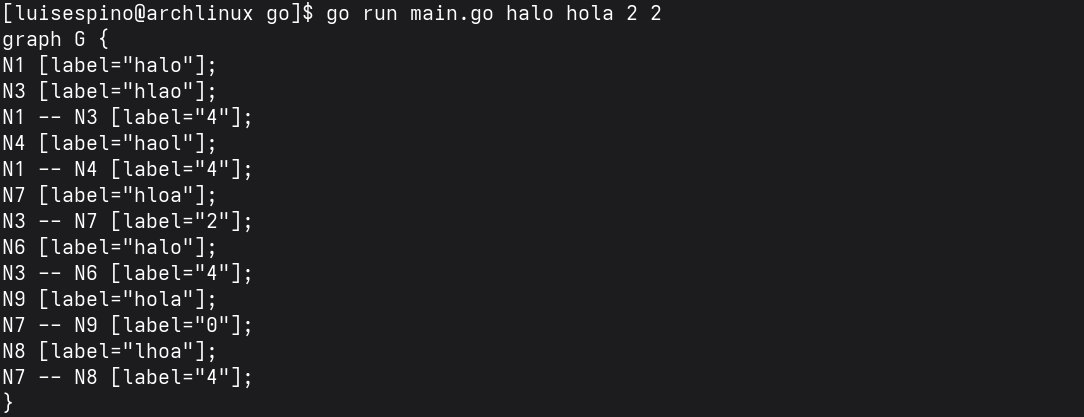 [luisespino@archlinux go]$ go run main.go halo hola 2 2
graph G {
N1 [label="halo"];
N3 [label="hlao"];
N1 -- N3 [label="4"];
N4 [label="haol"];
N1 -- N4 [label="4"];
N7 [label="hloa"];
N3 -- N7 [label="2"];
N6 [label="halo"];
N3 -- N6 [label="4"];
N9 [label="hola"];
N7 -- N9 [label="0"];
N8 [label="lhoa"];
N7 -- N8 [label="4"];
}